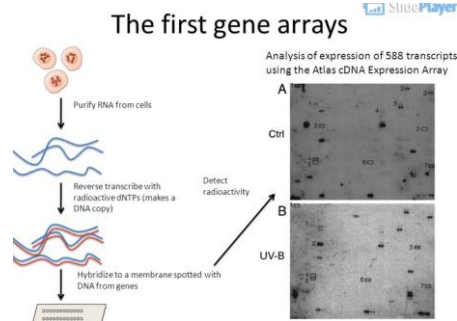 SlidePlayer
The first gene arrays
Analysis of expression of 588 transcripts
using the Atlas cDNA Expression Array
Purify RNA from cells
Reverse transcribe with
radioactive dNTPs (makes a
DNA copy)
Hybridize to a membrane spotted with
DNA from genes
Detect
radioactivity
A
Ctrl
B
UV-B